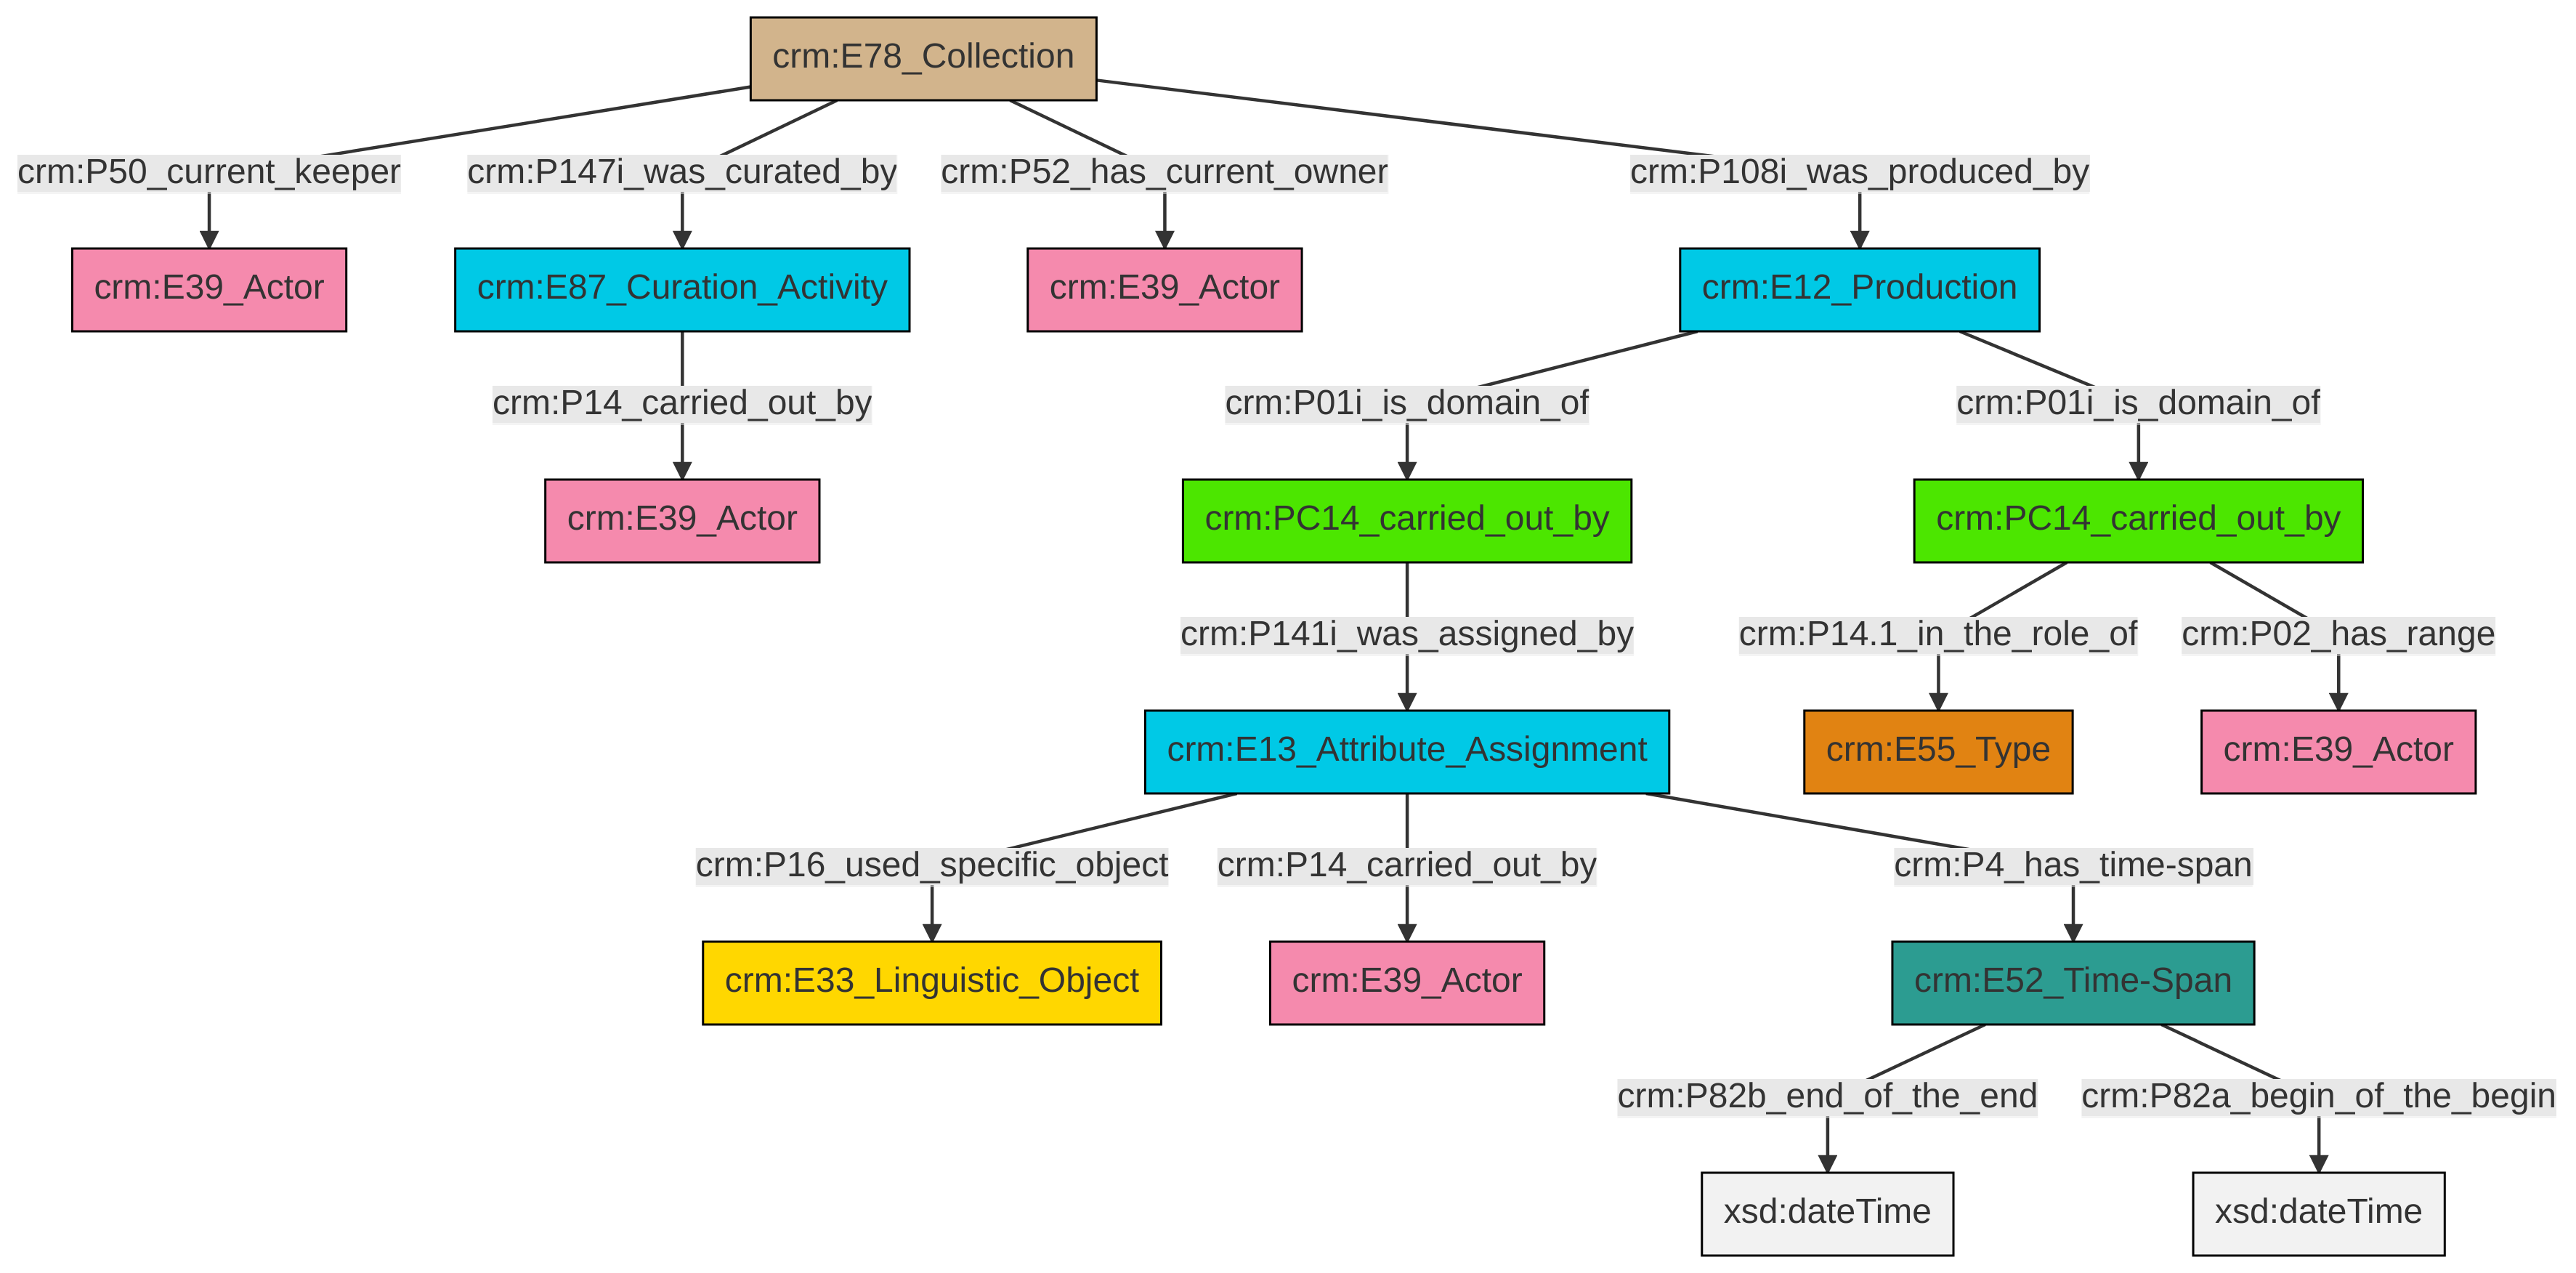 crm:E78_Collection
crm:P50_current_keeper
crm:P147i_was_curated_by
crm:P52_has_current_owner
crm:P108i_was_produced_by
crm:E39_Actor
crm:E87_Curation_Activity
crm:E39_Actor
crm:E12_Production
crm:P14_carried_out_by
crm:P01i_is_domain_of
crm:P01i_is_domain_of
crm:E39_Actor
crm:PC14_carried_out_by
crm:PC14_carried_out_by
crm:P141i_was_assigned_by
crm:P14.1_in_the_role_of
crm:P02_has_range
crm:E13_Attribute_Assignment
crm:E55_Type
crm:E39_Actor
crm:P16_used_specific_object
crm:P14_carried_out_by
crm:P4_has_time-span
crm:E33_Linguistic_Object
crm:E39_Actor
crm:E52_Time-Span
crm:P82b_end_of_the_end
crm:P82a_begin_of_the_begin
xsd:dateTime
xsd:dateTime